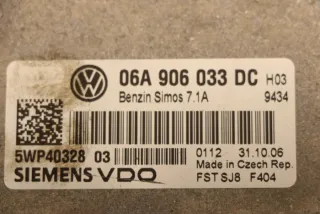 06A 906 033 DC H03
Benzin Simos 7.1A 9434
5WP40328 03
0112 31.10.06
Made in Czech Rep.
SIEMENS VDO FST SJ8 F404